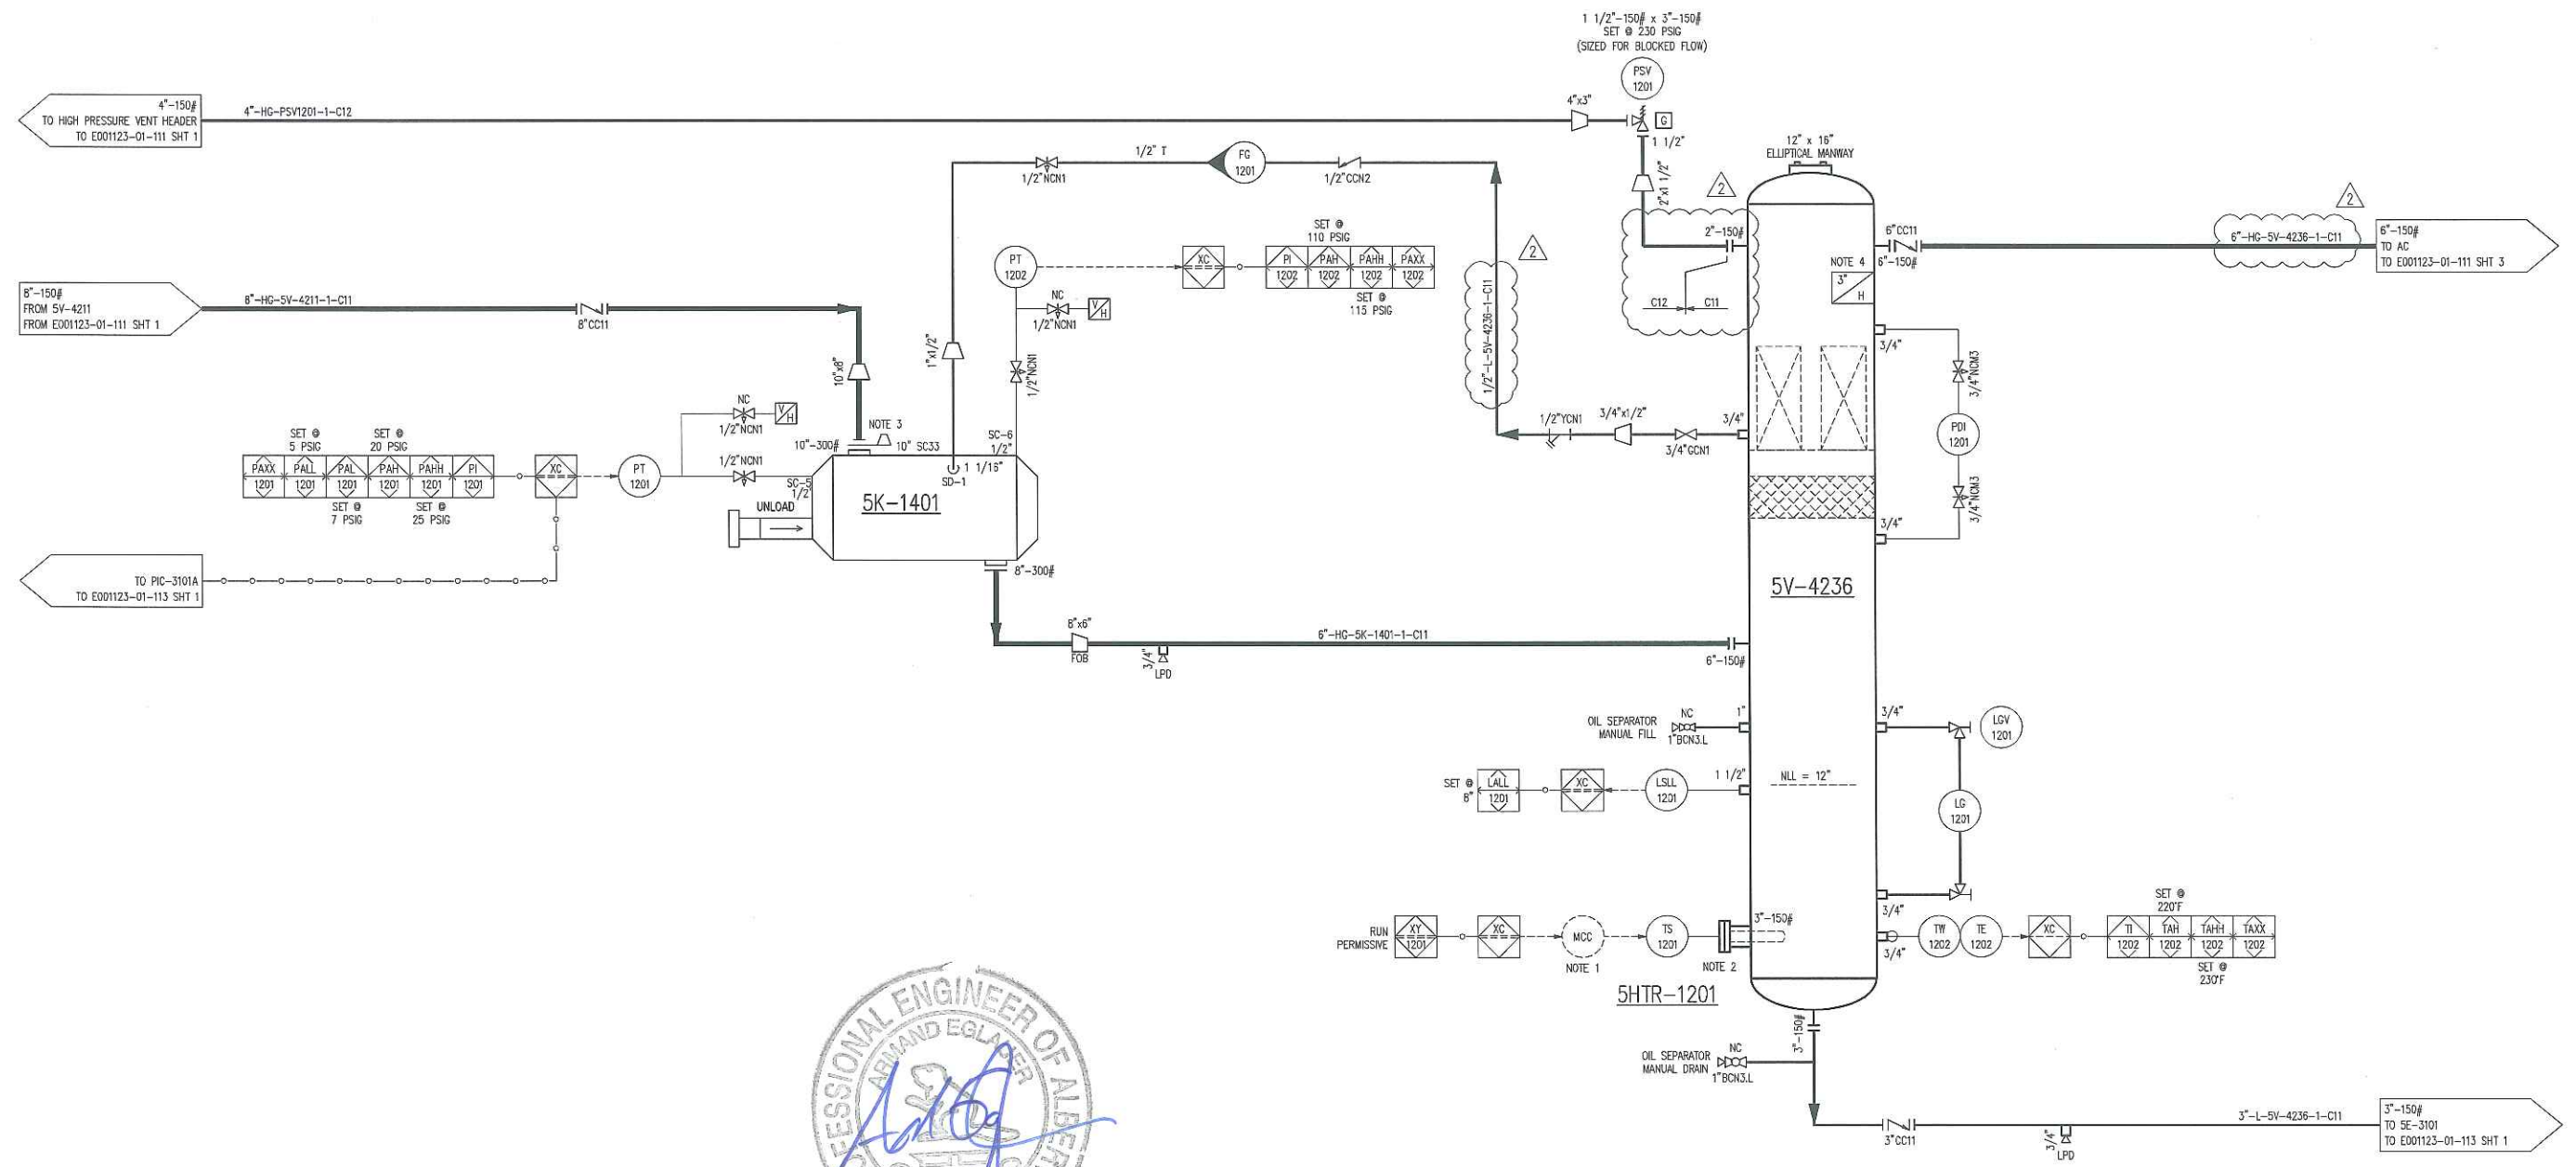 1 1/2"-150# x 3"-150#
SET @ 230 PSIG
(SIZED FOR BLOCKED FLOW)
PSV
1201
4"-150#
TO HIGH PRESSURE VENT HEADER
TO E001123-01-111 SHT 1
4"-HG-PSV1201-1-C12
4"x3"
G
1 1/2"
2"x1 1/2"
1/2"NCN1
1/2" T
FG
1201
1/2"CCN2
12" x 16"
ELLIPTICAL MANWAY
2
2"-150#
C12
C11
6"CC11
6"-150#
6"-HG-5V-4236-1-C11
2
6"-150#
TO AC
TO E001123-01-111 SHT 3
NOTE 4
3"
H
2
1/2"-L-5V-4236-1-C11
PT
1202
XC
SET @
110 PSIG
PI
1202
PAH
1202
PAHH
1202
PAXX
1202
SET @
115 PSIG
NC
1/2"NCN1
V
H
1/2"NCN1
8"-150#
FROM 5V-4211
FROM E001123-01-111 SHT 1
8"-HG-5V-4211-1-C11
8"CC11
10"x8"
1"x1/2"
3/4"
3/4"NCM3
PDI
1201
3/4"NCM3
3/4"
1/2"YCN1
3/4"x1/2"
3/4"GCN1
3/4"
NC
1/2"NCN1
V
H
NOTE 3
10"-300#
10" SC33
SC-6
1/2"
SET @
5 PSIG
SET @
20 PSIG
PAXX
1201
PALL
1201
PAL
1201
PAH
1201
PAHH
1201
PI
1201
SET @
7 PSIG
SET @
25 PSIG
XC
PT
1201
1/2"NCN1
SC-5
1/2"
1 1/16"
SD-1
5K-1401
UNLOAD
8"-300#
TO PIC-3101A
TO E001123-01-113 SHT 1
8"x6"
FOB
3/4"
LPD
6"-HG-5K-1401-1-C11
6"-150#
5V-4236
OIL SEPARATOR
MANUAL FILL
NC
1"BCN3.L
1"
3/4"
LGV
1201
SET @
8"
LALL
1201
XC
LSLL
1201
1 1/2"
NLL = 12"
LG
1201
3/4"
RUN
PERMISSIVE
XY
1201
XC
MCC
NOTE 1
TS
1201
NOTE 2
3"-150#
3/4"
TW
1202
TE
1202
XC
SET @
220°F
TI
1202
TAH
1202
TAHH
1202
TAXX
1202
SET @
230°F
5HTR-1201
3"-150#
OIL SEPARATOR
MANUAL DRAIN
NC
1"BCN3.L
3"CC11
3/4"
LPD
3"-L-5V-4236-1-C11
3"-150#
TO 5E-3101
TO E001123-01-113 SHT 1
ENGINEER OF
ARMAND